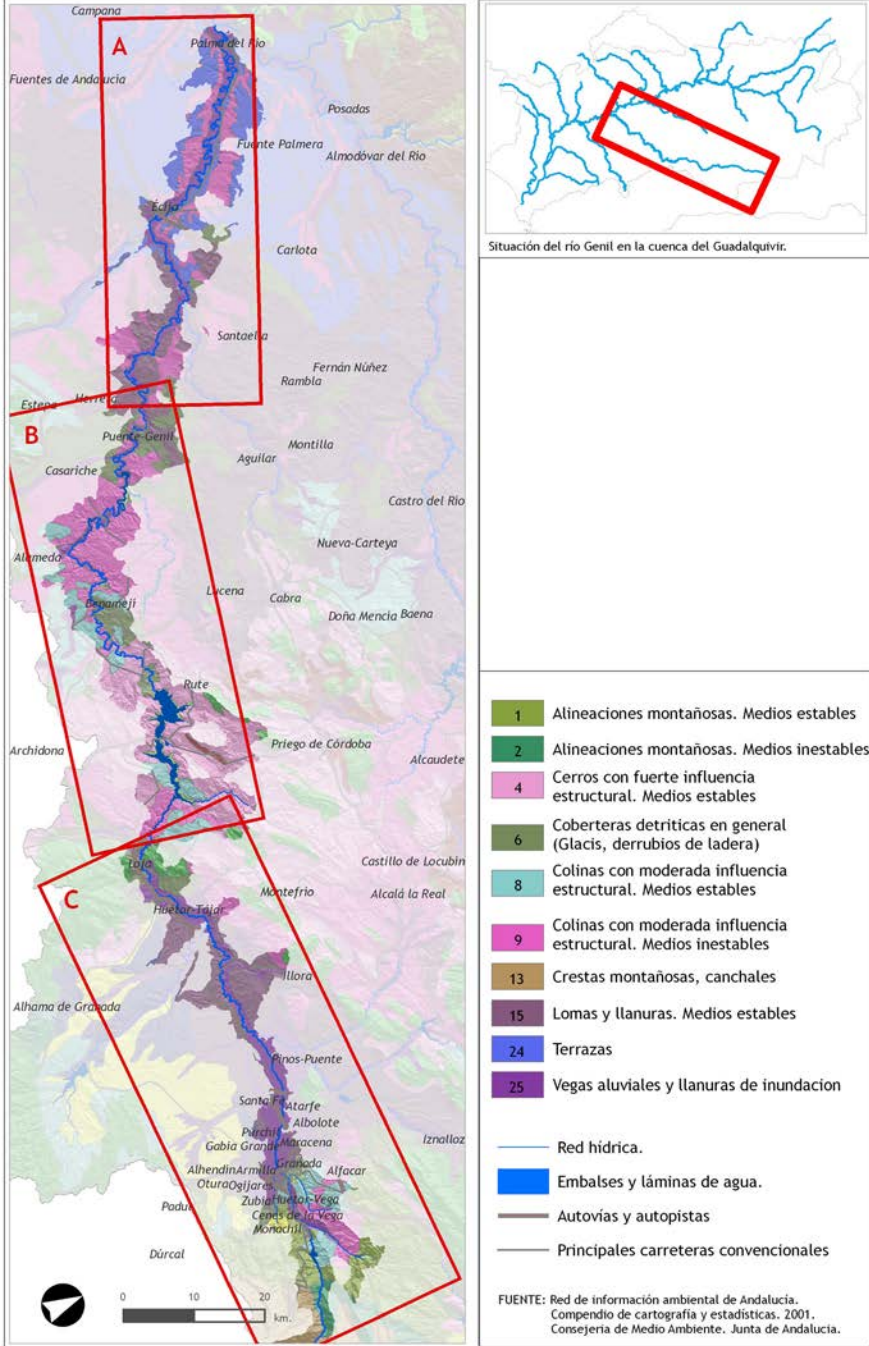 Campana
A
Palma del Río
Fuentes de Andalucía
Posadas
Fuente Palmera
Almodóvar del Río
Écija
Carlota
Santaella
Fernán Núñez
Rambla
Herrera
Estepa
B
Puente-Genil
Montilla
Aguilar
Casariche
Castro del Río
Nueva-Carteya
Alameda
Lucena
Cabra
Benamejí
Doña Mencía
Baena
Rute
Priego de Córdoba
Archidona
Alcaudete
Loja
Castillo de Locubín
C
Montefrío
Alcalá la Real
Huétor-Tájar
Íllora
Alhama de Granada
Pinos-Puente
Santa Fe
Atarfe
Albolote
Purchil
Maracena
Iznalloz
Gabia Grande
Granada
Alfacar
Alhendín
Armilla
Otura
Ogíjares
Zubia
Huétor-Vega
Padul
Cenes de la Vega
Monachil
Dúrcal
0 10 20
km.
Situación del río Genil en la cuenca del Guadalquivir.
1 Alineaciones montañosas. Medios estables
2 Alineaciones montañosas. Medios inestables
4 Cerros con fuerte influencia
estructural. Medios estables
6 Coberteras detriticas en general
(Glacis, derrubios de ladera)
8 Colinas con moderada influencia
estructural. Medios estables
9 Colinas con moderada influencia
estructural. Medios inestables
13 Crestas montañosas, canchales
15 Lomas y llanuras. Medios estables
24 Terrazas
25 Vegas aluviales y llanuras de inundacion
Red hídrica.
Embalses y láminas de agua.
Autovías y autopistas
Principales carreteras convencionales
FUENTE: Red de información ambiental de Andalucía.
Compendio de cartografía y estadísticas. 2001.
Consejería de Medio Ambiente. Junta de Andalucia.